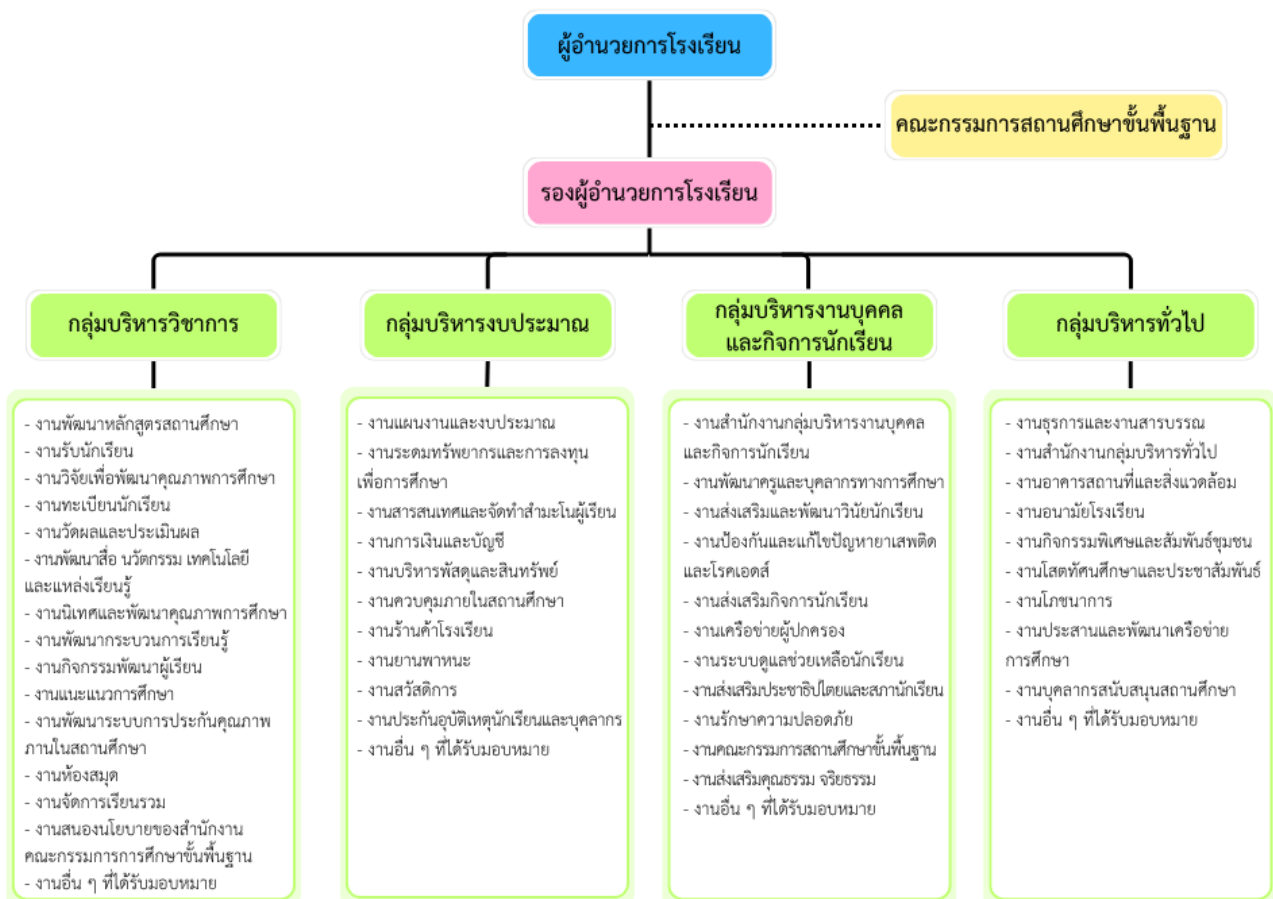 ผู้อำนวยการโรงเรียน
คณะกรรมการสถานศึกษาขั้นพื้นฐาน
รองผู้อำนวยการโรงเรียน
กลุ่มบริหารวิชาการ
- งานพัฒนาหลักสูตรสถานศึกษา
- งานรับนักเรียน
- งานวิจัยเพื่อพัฒนาคุณภาพการศึกษา
- งานทะเบียนนักเรียน
- งานวัดผลและประเมินผล
- งานพัฒนาสื่อ นวัตกรรม เทคโนโลยี
และแหล่งเรียนรู้
- งานนิเทศและพัฒนาคุณภาพการศึกษา
- งานพัฒนากระบวนการเรียนรู้
- งานกิจกรรมพัฒนาผู้เรียน
- งานแนะแนวการศึกษา
- งานพัฒนาระบบการประกันคุณภาพ
ภานในสถานศึกษา
- งานห้องสมุด
- งานจัดการเรียนรวม
- งานสนองนโยบายของสำนักงาน
คณะกรรมการการศึกษาขั้นพื้นฐาน
- งานอื่น ๆ ที่ได้รับมอบหมาย
กลุ่มบริหารงบประมาณ
- งานแผนงานและงบประมาณ
- งานระดมทรัพยากรและการลงทุน
เพื่อการศึกษา
- งานสารสนเทศและจัดทำสำมะโนผู้เรียน
- งานการเงินและบัญชี
- งานบริหารพัสดุและสินทรัพย์
- งานควบคุมภายในสถานศึกษา
- งานร้านค้าโรงเรียน
- งานยานพาหนะ
- งานสวัสดิการ
- งานประกันอุบัติเหตุนักเรียนและบุคลากร
- งานอื่น ๆ ที่ได้รับมอบหมาย
กลุ่มบริหารงานบุคคล
และกิจการนักเรียน
- งานสำนักงานกลุ่มบริหารงานบุคคล
และกิจการนักเรียน
- งานพัฒนาครูและบุคลากรทางการศึกษา
- งานส่งเสริมและพัฒนาวินัยนักเรียน
- งานป้องกันและแก้ไขปัญหายาเสพติด
และโรคเอดส์
- งานส่งเสริมกิจการนักเรียน
- งานเครือข่ายผู้ปกครอง
- งานระบบดูแลช่วยเหลือนักเรียน
- งานส่งเสริมประชาธิปไตยและสภานักเรียน
- งานรักษาความปลอดภัย
- งานคณะกรรมการสถานศึกษาขั้นพื้นฐาน
- งานส่งเสริมคุณธรรม จริยธรรม
- งานอื่น ๆ ที่ได้รับมอบหมาย
กลุ่มบริหารทั่วไป
- งานธุรการและงานสารบรรณ
- งานสำนักงานกลุ่มบริหารทั่วไป
- งานอาคารสถานที่และสิ่งแวดล้อม
- งานอนามัยโรงเรียน
- งานกิจกรรมพิเศษและสัมพันธ์ชุมชน
- งานโสตทัศนศึกษาและประชาสัมพันธ์
- งานโภชนาการ
- งานประสานและพัฒนาเครือข่าย
การศึกษา
- งานบุคลากรสนับสนุนสถานศึกษา
- งานอื่น ๆ ที่ได้รับมอบหมาย